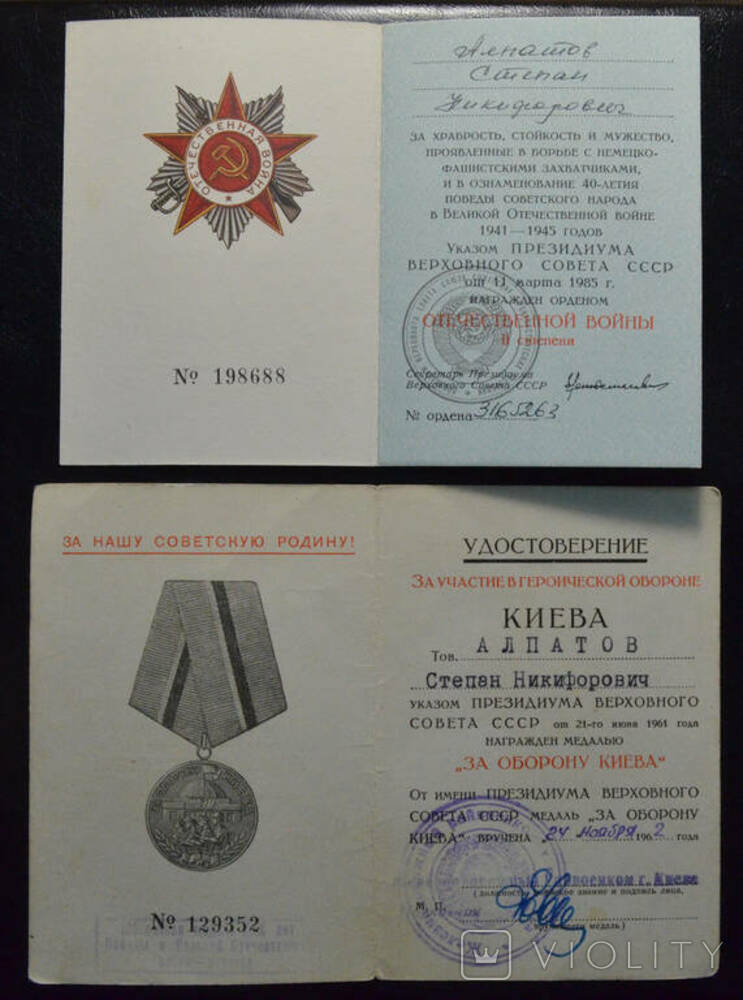 ОТЕЧЕСТВЕННАЯ ВОЙНА
№ 198688
Алпатов
Степан
Никифорович
ЗА ХРАБРОСТЬ, СТОЙКОСТЬ И МУЖЕСТВО,
ПРОЯВЛЕННЫЕ В БОРЬБЕ С НЕМЕЦКО-
ФАШИСТСКИМИ ЗАХВАТЧИКАМИ,
И В ОЗНАМЕНОВАНИЕ 40-ЛЕТИЯ
ПОБЕДЫ СОВЕТСКОГО НАРОДА
В ВЕЛИКОЙ ОТЕЧЕСТВЕННОЙ ВОЙНЕ
1941—1945 ГОДОВ
УКАЗОМ ПРЕЗИДИУМА
ВЕРХОВНОГО СОВЕТА СССР
от 11 марта 1985 г.
НАГРАЖДЕН ОРДЕНОМ
ОТЕЧЕСТВЕННОЙ ВОЙНЫ
II степени
Секретарь Президиума
Верховного Совета СССР
№ ордена 3165263
ЗА НАШУ СОВЕТСКУЮ РОДИНУ!
№ 129352
УДОСТОВЕРЕНИЕ
ЗА УЧАСТИЕ В ГЕРОИЧЕСКОЙ ОБОРОНЕ
КИЕВА
Тов. АЛПАТОВ
Степан Никифорович
УКАЗОМ ПРЕЗИДИУМА ВЕРХОВНОГО
СОВЕТА СССР от 21-го июня 1961 года
НАГРАЖДЕН МЕДАЛЬЮ
„ЗА ОБОРОНУ КИЕВА"
От имени ПРЕЗИДИУМА ВЕРХОВНОГО
СОВЕТА СССР МЕДАЛЬ „ЗА ОБОРОНУ
КИЕВА" ВРУЧЕНА „24 ноября 1962 года
г. Киева
М. П.
VIOLITY